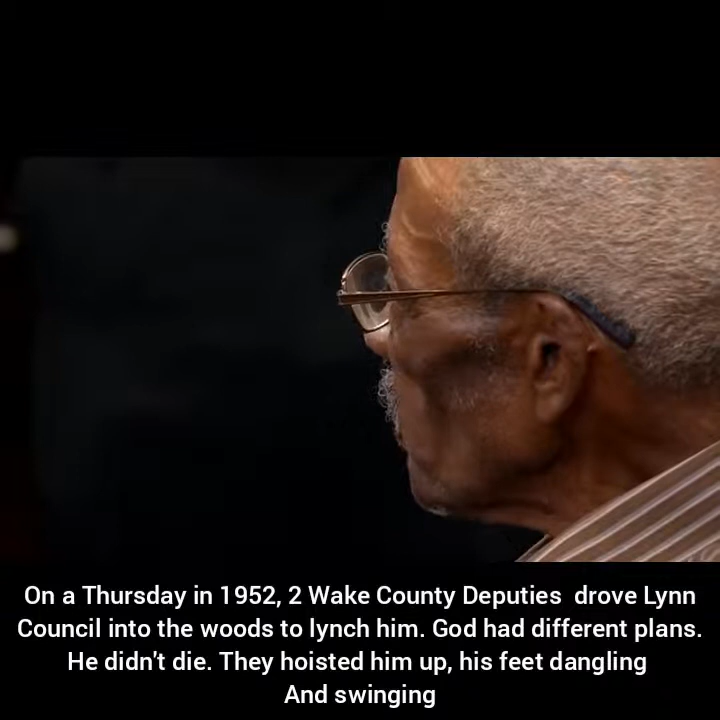 On a Thursday in 1952, 2 Wake County Deputies  drove Lynn
Council into the woods to lynch him. God had different plans.
He didn't die. They hoisted him up, his feet dangling
And swinging